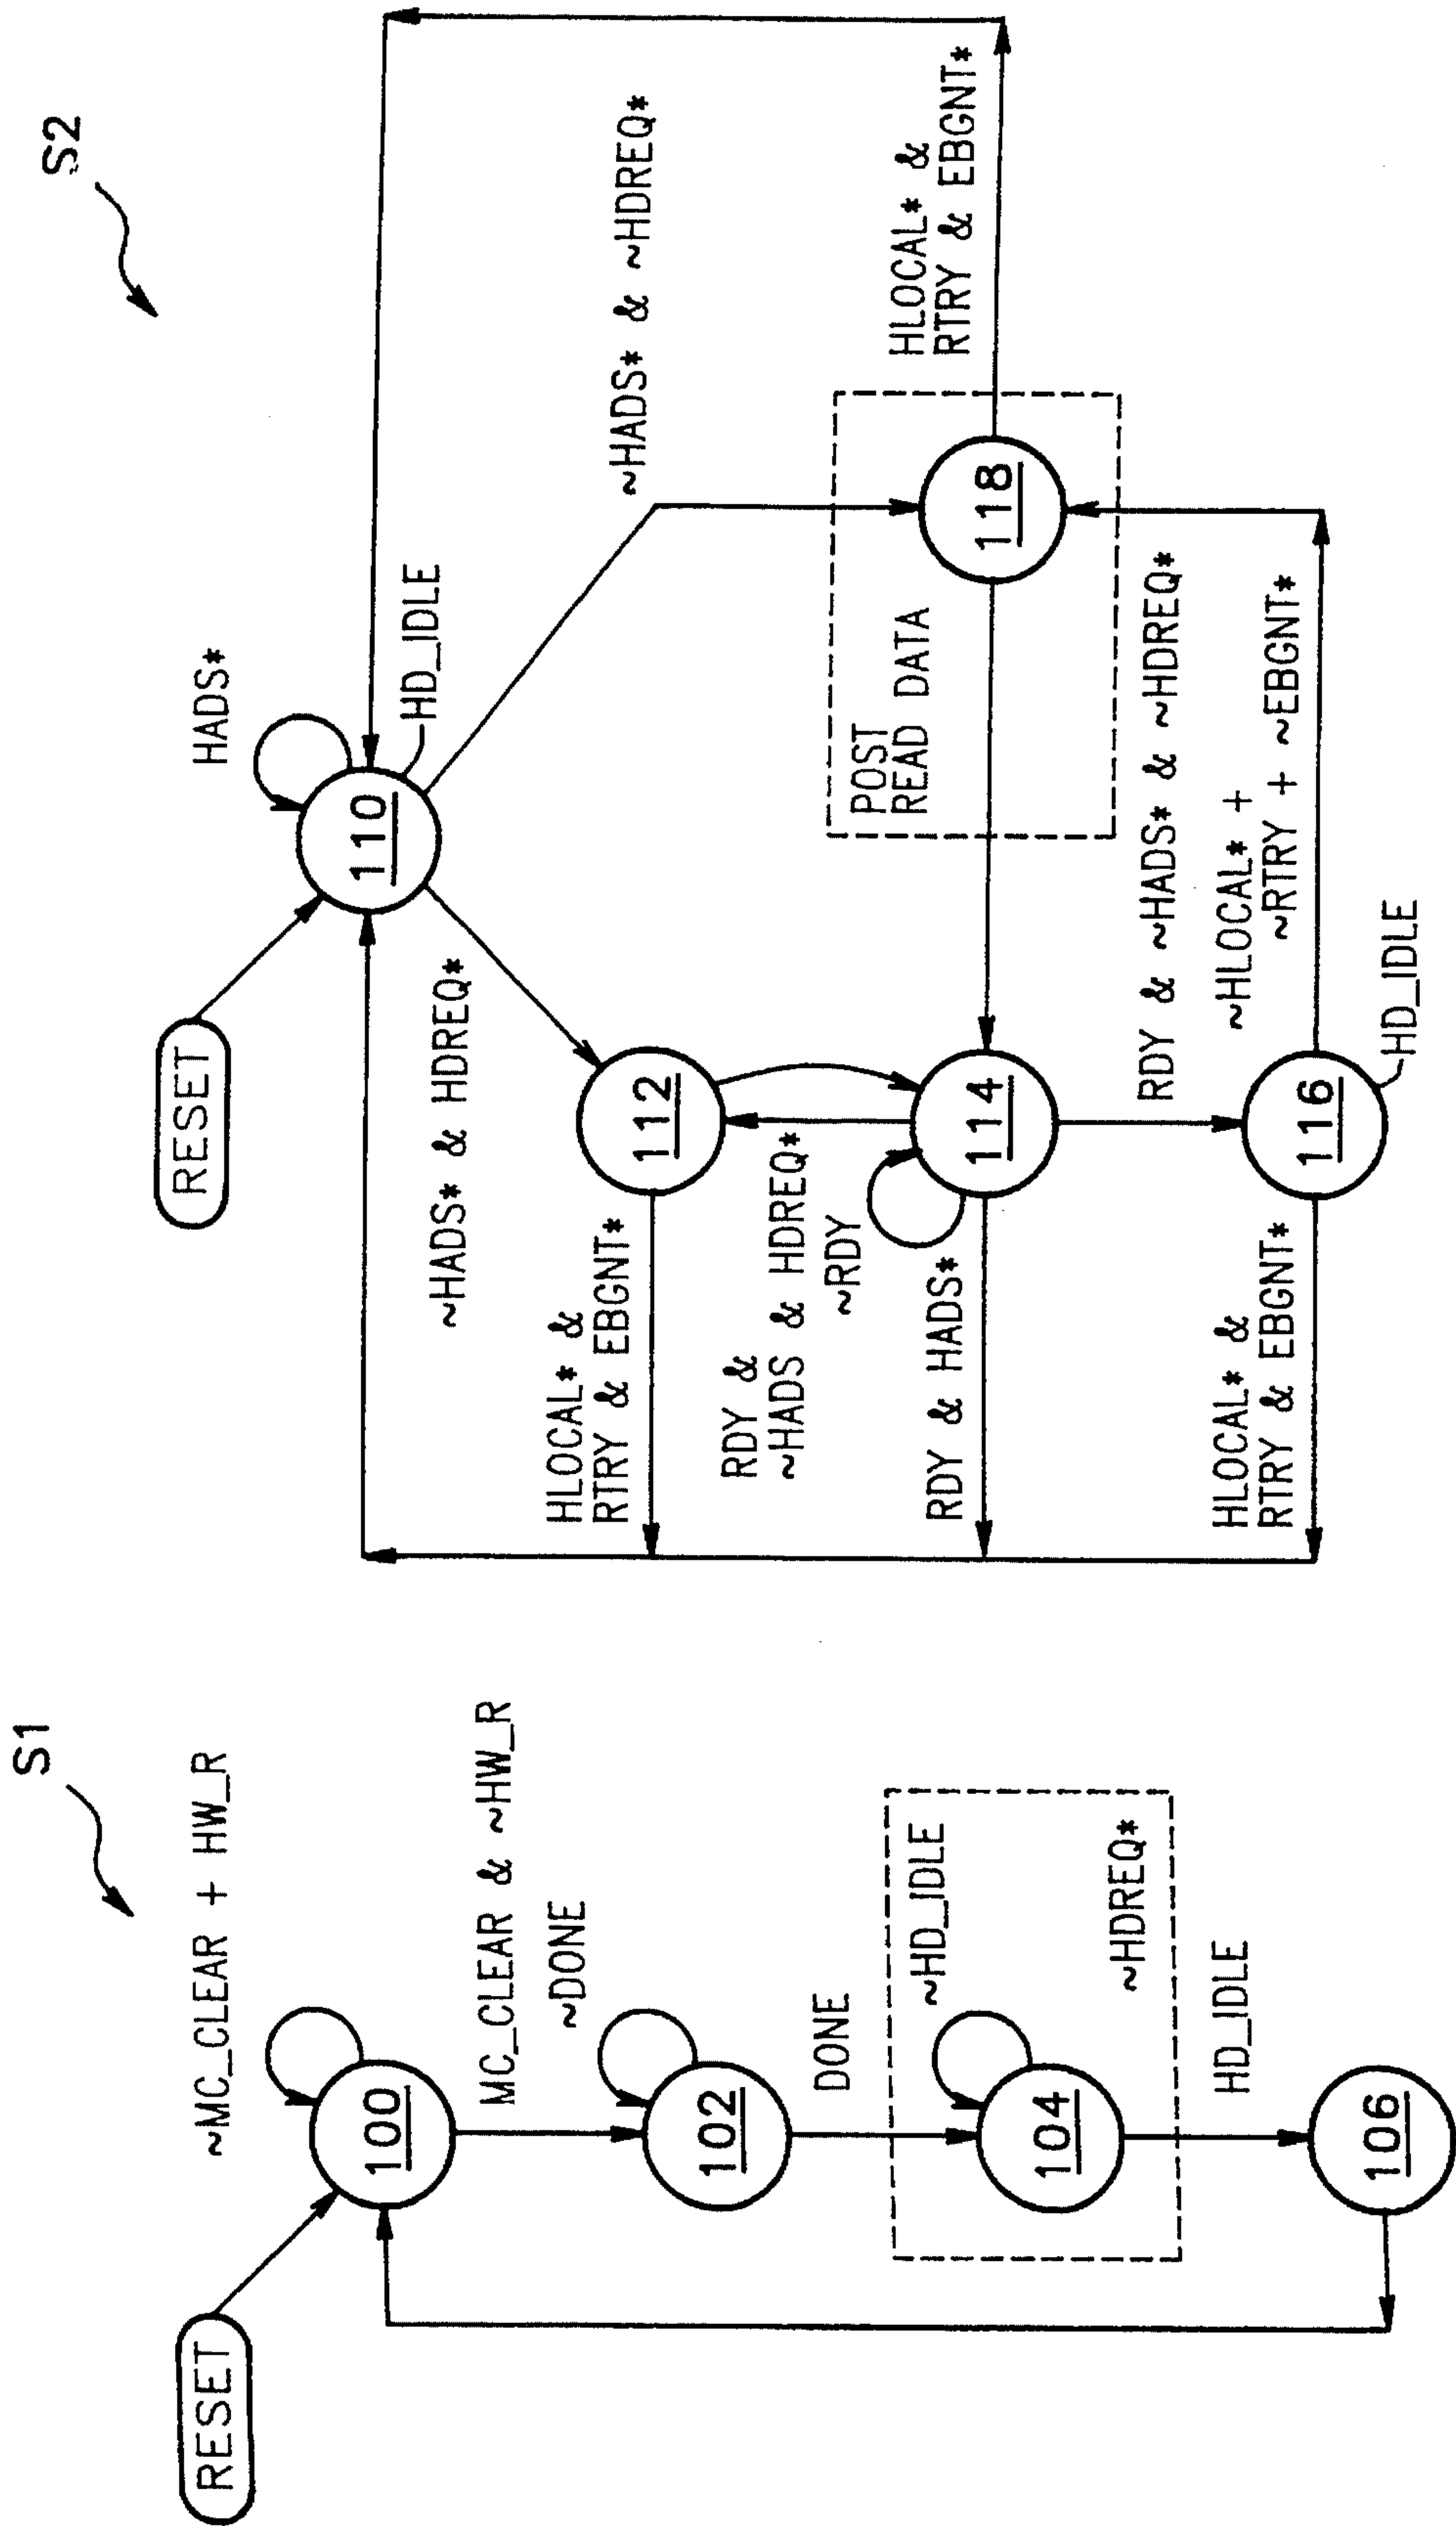 S1
RESET
~MC_CLEAR + HW_R
100
MC_CLEAR & ~HW_R
~DONE
102
DONE
~HD_IDLE
104
~HDREQ*
HD_IDLE
106
S2
RESET
HADS*
110
HD_IDLE
~HADS* & HDREQ*
~HADS* & ~HDREQ*
HLOCAL* &
RTRY & EBGNT*
112
RDY &
~HADS & HDREQ*
~RDY
POST
READ DATA
118
HLOCAL* &
RTRY & EBGNT*
RDY & HADS*
114
RDY & ~HADS* & ~HDREQ*
~HLOCAL* +
~RTRY + ~EBGNT*
HLOCAL* &
RTRY & EBGNT*
116
HD_IDLE